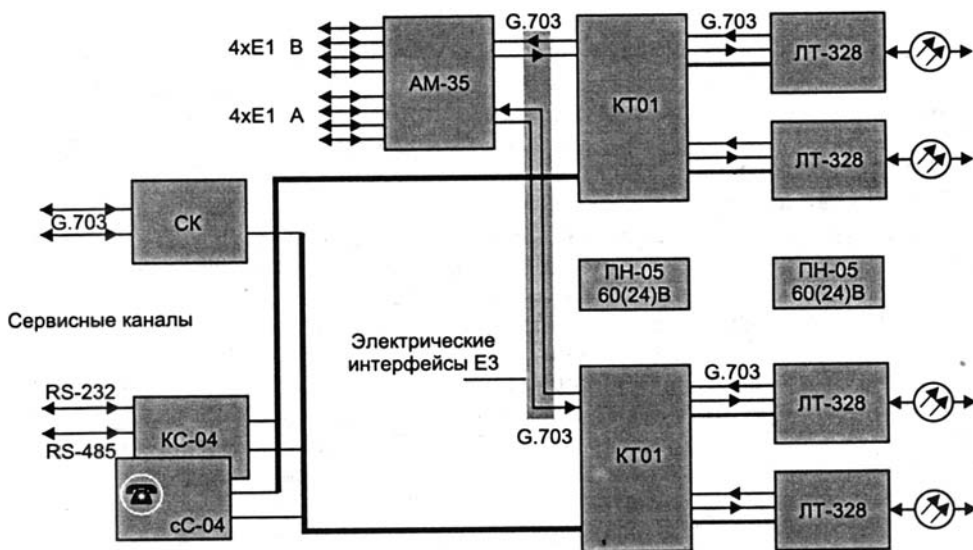 G.703
G.703
4xE1 B
АМ-35
КТ01
ЛТ-328
4xE1 A
ЛТ-328
G.703
СК
ПН-05
60(24)В
ПН-05
60(24)В
Сервисные каналы
Электрические
интерфейсы Е3
G.703
RS-232
ЛТ-328
G.703
КС-04
КТ01
RS-485
сС-04
ЛТ-328